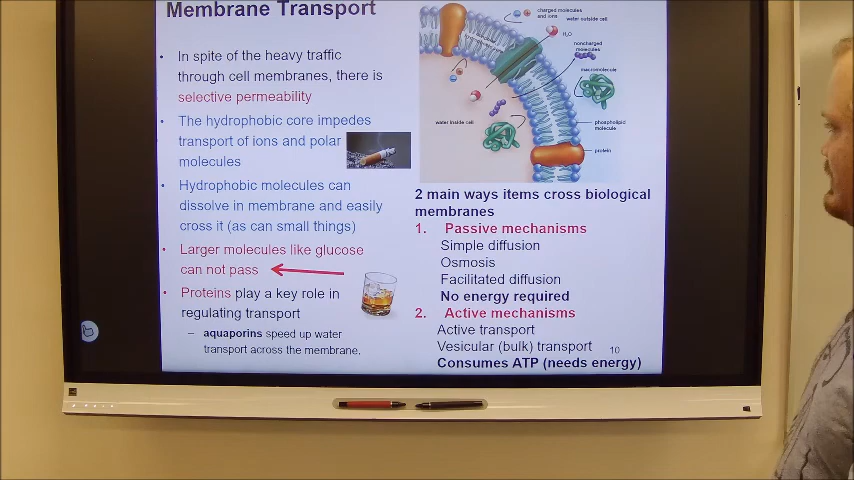 Membrane Transport
• In spite of the heavy traffic
through cell membranes, there is
selective permeability
• The hydrophobic core impedes
transport of ions and polar
molecules
• Hydrophobic molecules can
dissolve in membrane and easily
cross it (as can small things)
• Larger molecules like glucose
can not pass
• Proteins play a key role in
regulating transport
– aquaporins speed up water
transport across the membrane.
charged molecules
and ions
water outside cell
H₂O
noncharged
molecules
macromolecule
water inside cell
phospholipid
molecule
protein
2 main ways items cross biological
membranes
1. Passive mechanisms
Simple diffusion
Osmosis
Facilitated diffusion
No energy required
2. Active mechanisms
Active transport
Vesicular (bulk) transport
Consumes ATP (needs energy)
10